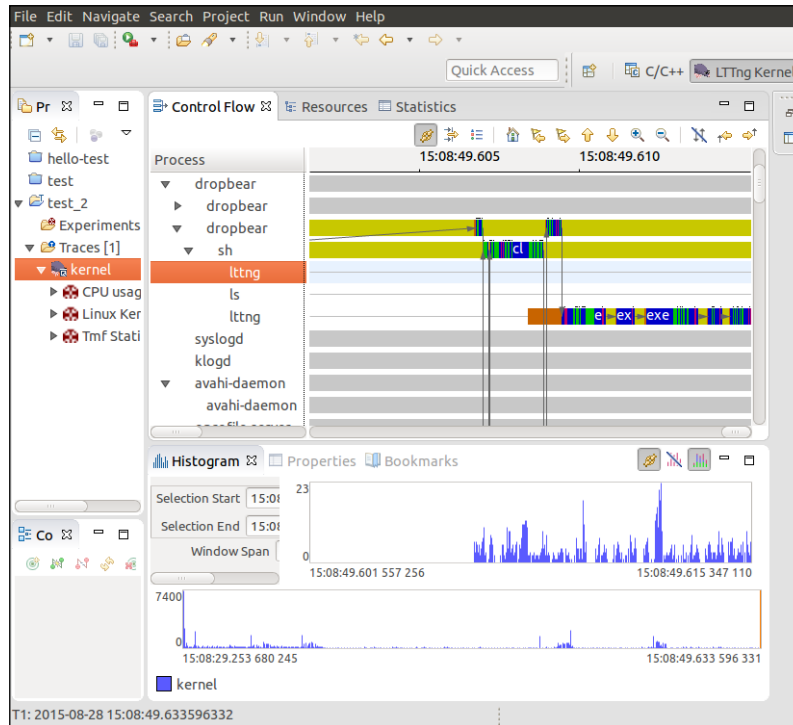 File Edit Navigate Search Project Run Window Help
Quick Access
C/C++
LTTng Kerne
Pr
Control Flow
Resources
Statistics
hello-test
test
test_2
Experiments
Traces [1]
kernel
CPU usag
Linux Ker
Tmf Stati
Process
15:08:49.605
15:08:49.610
dropbear
dropbear
dropbear
sh
cl
lttng
ls
lttng
e
ex
exe
syslogd
klogd
avahi-daemon
avahi-daemon
Histogram
Properties
Bookmarks
Selection Start
15:08
Selection End
15:08
Window Span
23
0
15:08:49.601 557 256
15:08:49.615 347 110
Co
7400
0
15:08:29.253 680 245
15:08:49.633 596 331
kernel
T1: 2015-08-28 15:08:49.633596332